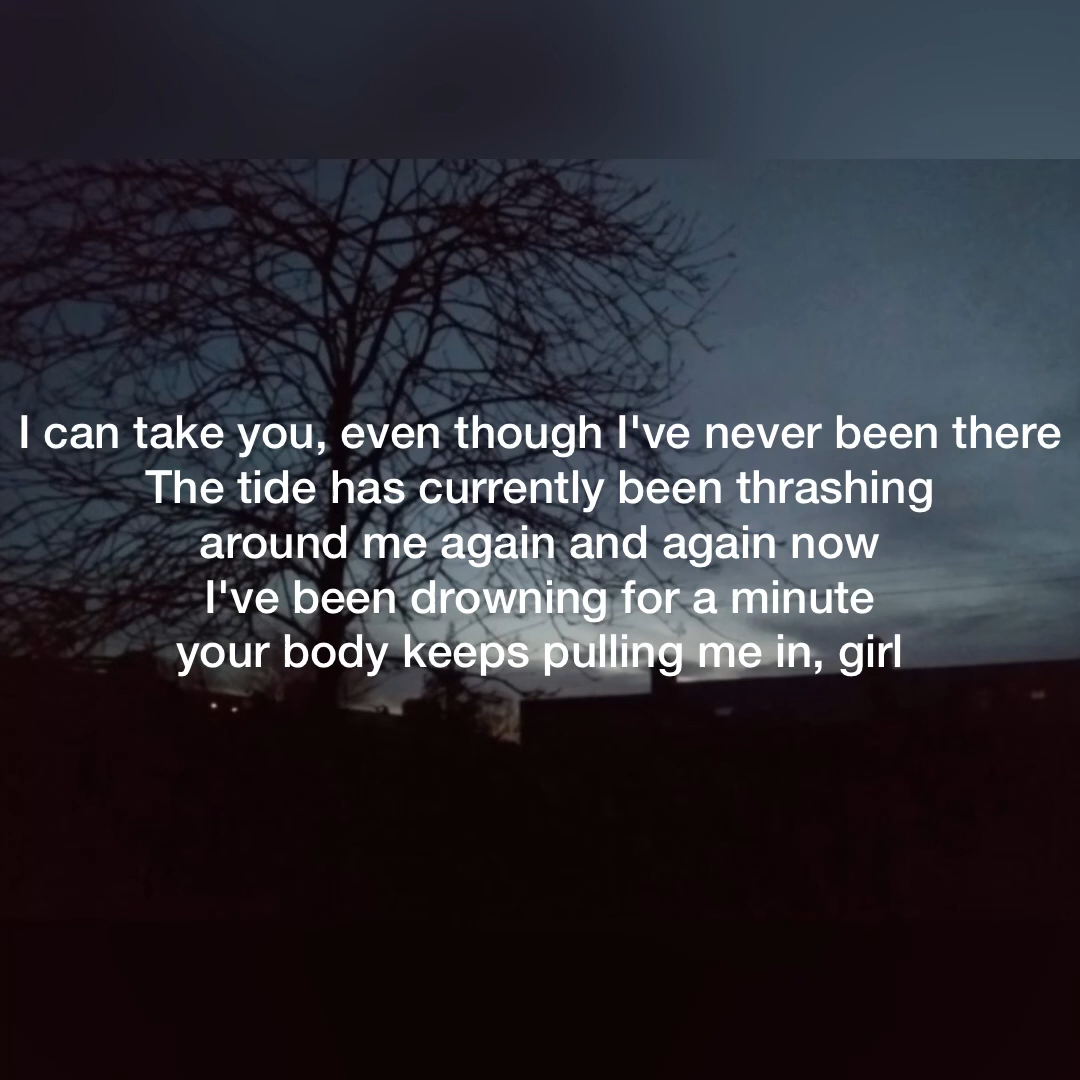 I can take you, even though I've never been there
The tide has currently been thrashing
around me again and again now
I've been drowning for a minute
your body keeps pulling me in, girl